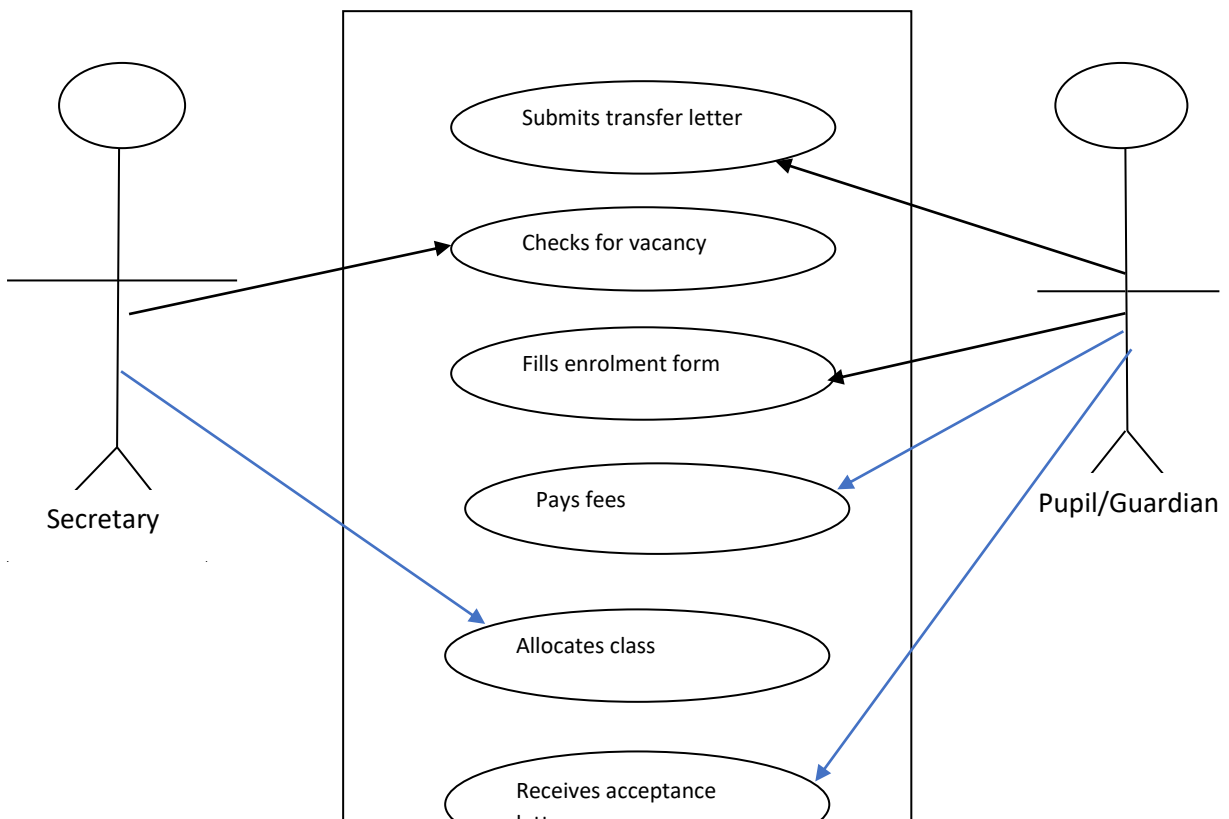 Submits transfer letter
Checks for vacancy
Fills enrolment form
Pays fees
Secretary
Pupil/Guardian
Allocates class
Receives acceptance